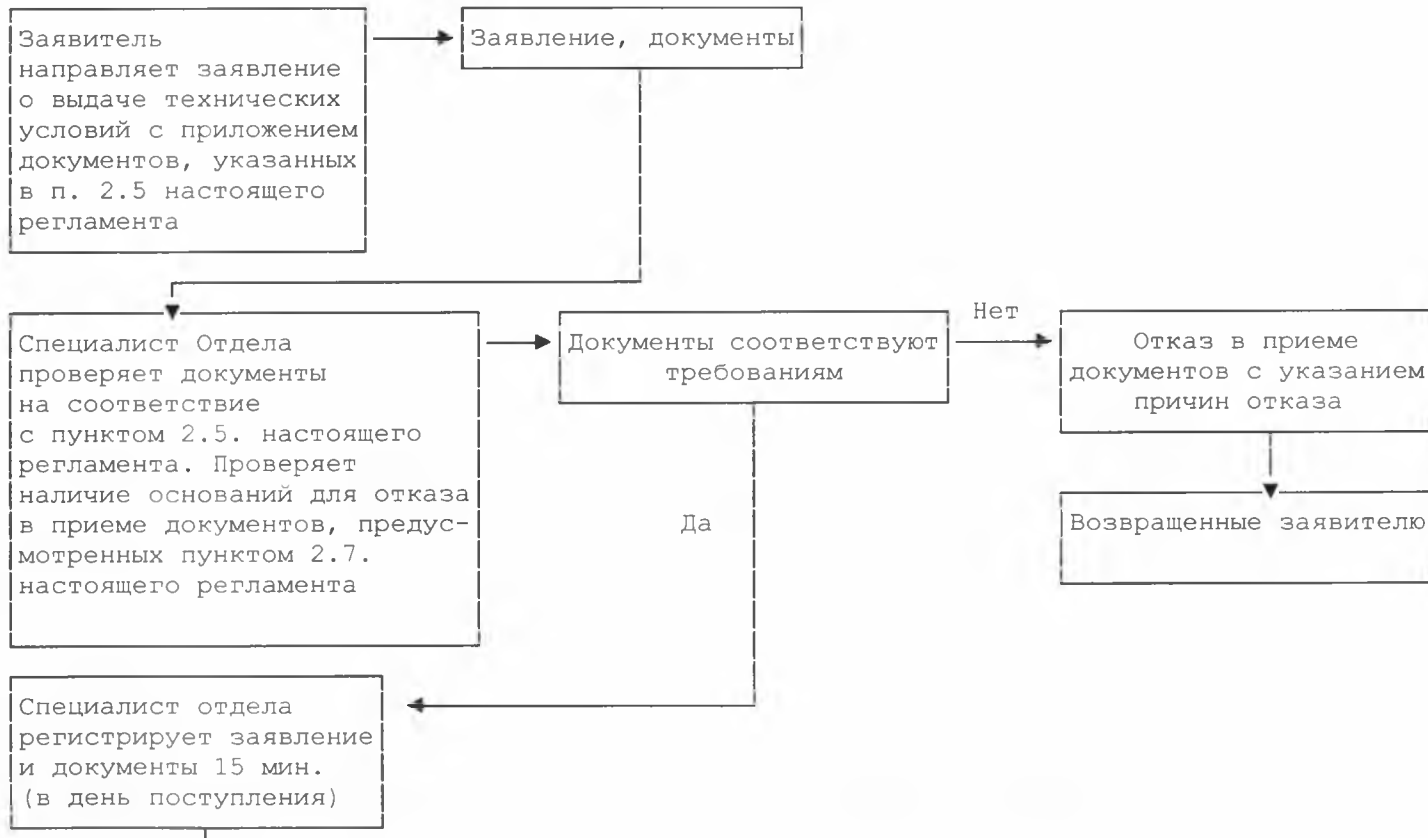 Заявитель
направляет заявление
о выдаче технических
условий с приложением
документов, указанных
в п. 2.5 настоящего
регламента
Заявление, документы
Специалист Отдела
проверяет документы
на соответствие
с пунктом 2.5. настоящего
регламента. Проверяет
наличие оснований для отказа
в приеме документов, предус-
мотренных пунктом 2.7.
настоящего регламента
Документы соответствуют
требованиям
Нет
Отказ в приеме
документов с указанием
причин отказа
Возвращенные заявителю
Да
Специалист отдела
регистрирует заявление
и документы 15 мин.
(в день поступления)